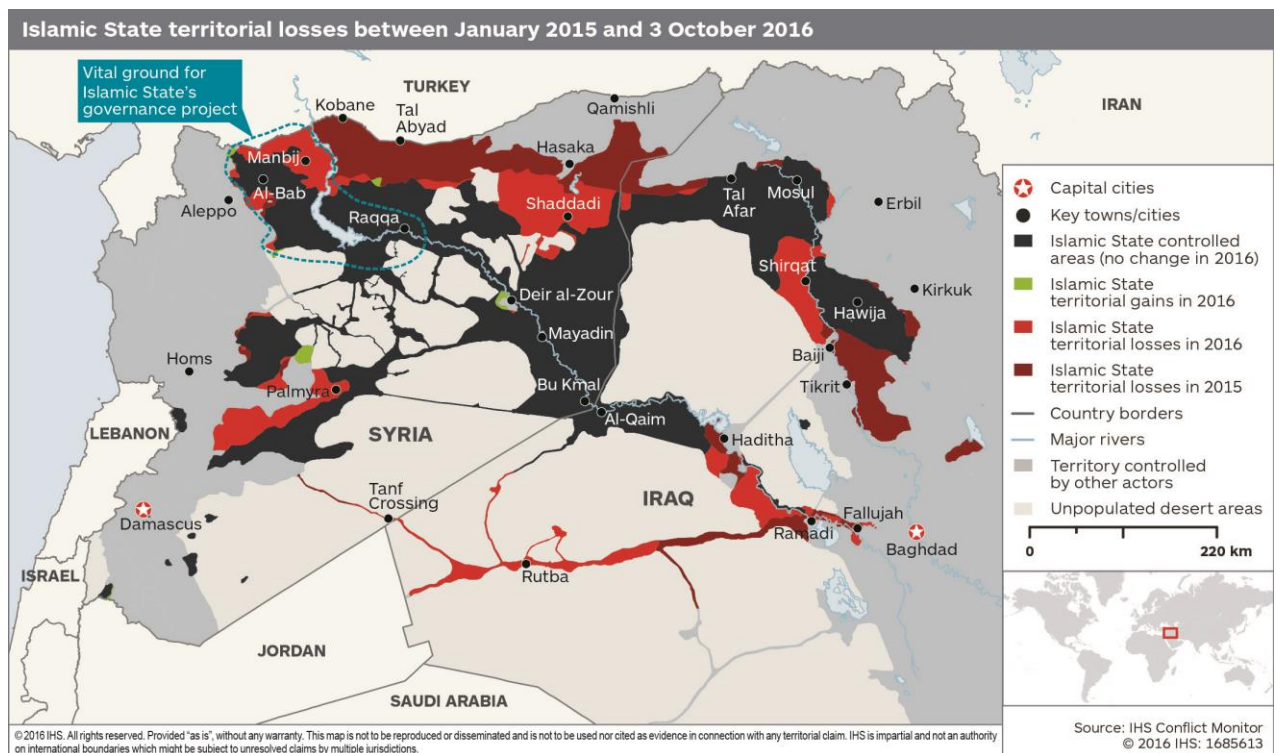 Islamic State territorial losses between January 2015 and 3 October 2016
Vital ground for
Islamic State's
governance project
TURKEY
IRAN
Kobane
Tal
Abyad
Qamishli
Hasaka
Manbij
Al-Bab
Aleppo
Raqqa
Shaddadi
Tal
Afar
Mosul
Erbil
Shirqat
Kirkuk
Hawija
Deir al-Zour
Mayadin
Baiji
Homs
Palmyra
Bu Kmal
Al-Qaim
Tikrit
LEBANON
SYRIA
Haditha
IRAQ
Tanf
Crossing
Damascus
Ramadi
Fallujah
Baghdad
Rutba
ISRAEL
JORDAN
SAUDI ARABIA
Capital cities
Key towns/cities
Islamic State controlled
areas (no change in 2016)
Islamic State
territorial gains in 2016
Islamic State
territorial losses in 2016
Islamic State
territorial losses in 2015
Country borders
Major rivers
Territory controlled
by other actors
Unpopulated desert areas
0 220 km
Source: IHS Conflict Monitor
© 2016 IHS: 1685613
© 2016 IHS. All rights reserved. Provided "as is", without any warranty. This map is not to be reproduced or disseminated and is not to be used nor cited as evidence in connection with any territorial claim. IHS is impartial and not an authority
on international boundaries which might be subject to unresolved claims by multiple jurisdictions.